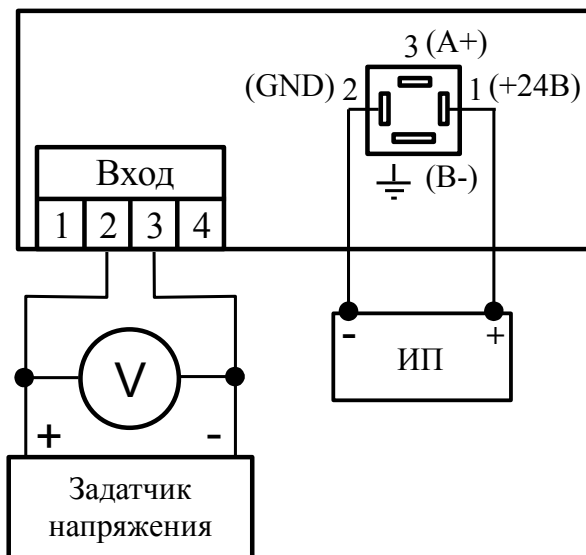 3 (А+)
(GND) 2
1 (+24В)
(В-)
Вход
1 2 3 4
- +
ИП
V
+ -
Задатчик
напряжения